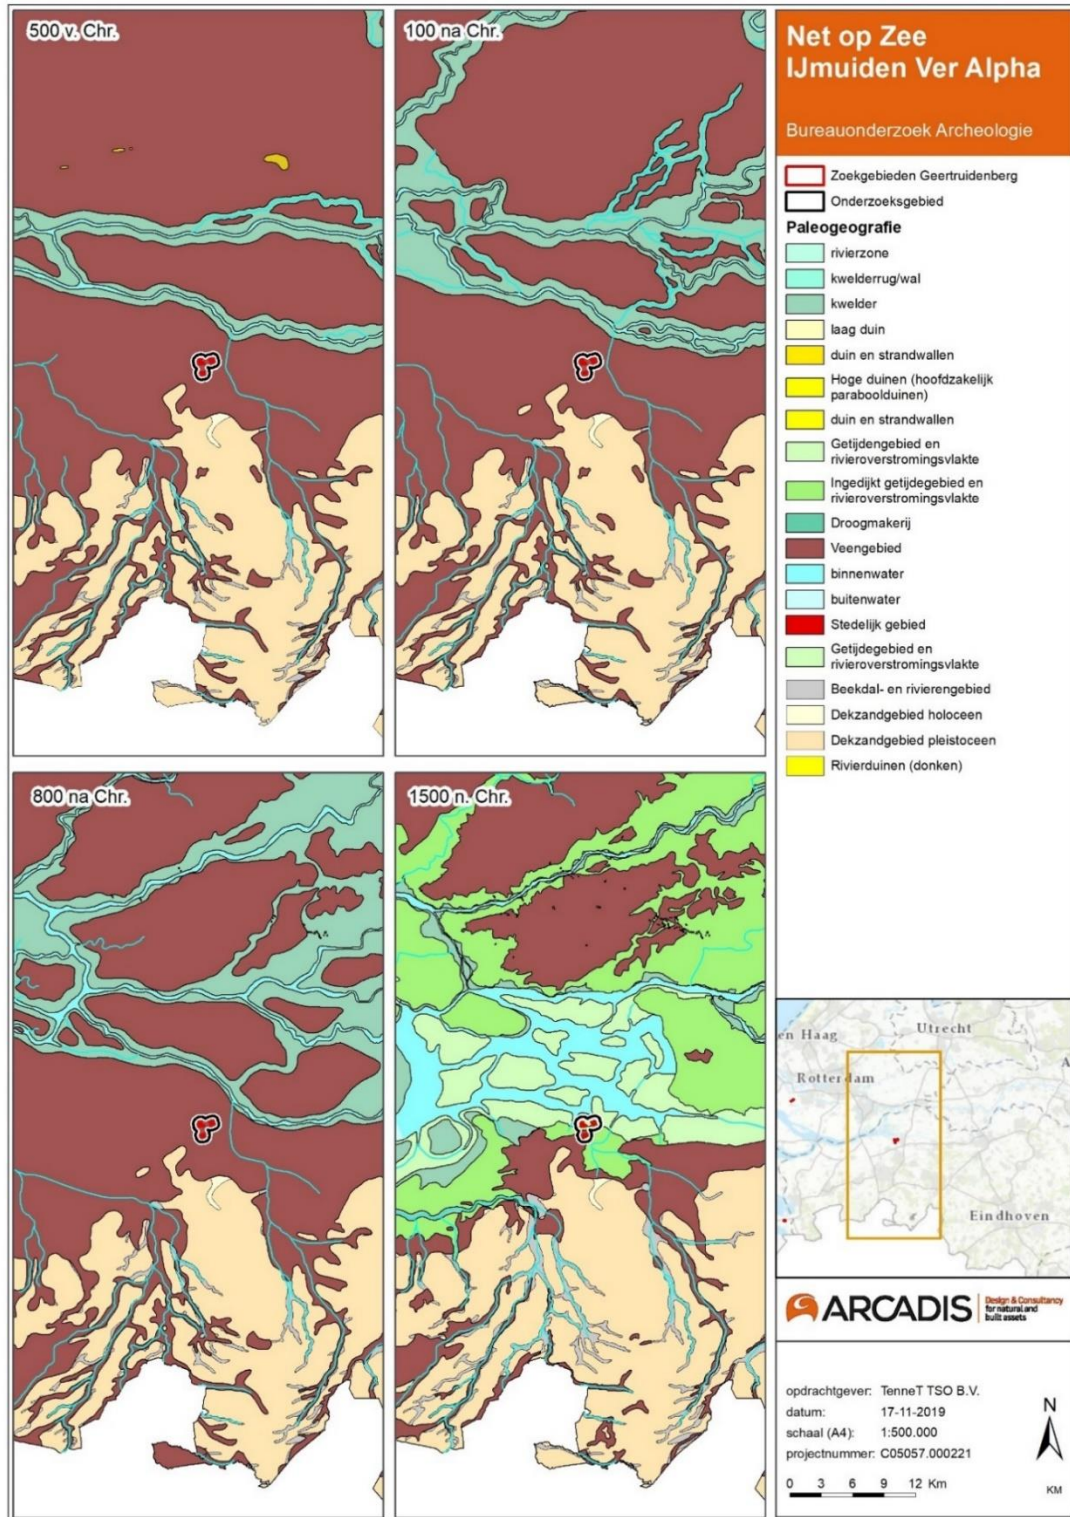 500 v. Chr.
100 na Chr.
800 na Chr.
1500 n. Chr.
Net op Zee
IJmuiden Ver Alpha
Bureauonderzoek Archeologie
Zoekgebieden Geertruidenberg
Onderzoeksgebied
Paleogeografie
rivierzone
kwelderrug/wal
kwelder
laag duin
duin en strandwallen
Hoge duinen (hoofdzakelijk
paraboolduinen)
duin en strandwallen
Getijdengebied en
rivieroverstromingsvlakte
Ingedijkt getijdegebied en
rivieroverstromingsvlakte
Droogmakerij
Veengebied
binnenwater
buitenwater
Stedelijk gebied
Getijdegebied en
rivieroverstromingsvlakte
Beekdal- en rivierengebied
Dekzandgebied holoceen
Dekzandgebied pleistoceen
Rivierduinen (donken)
en Haag
Utrecht
A
Rotterdam
Eindhoven
ARCADIS
Design & Consultancy
for natural and
built assets
opdrachtgever: TenneT TSO B.V.
datum: 17-11-2019
schaal (A4): 1:500.000
projectnummer: C05057.000221
0 3 6 9 12 Km
N
KM